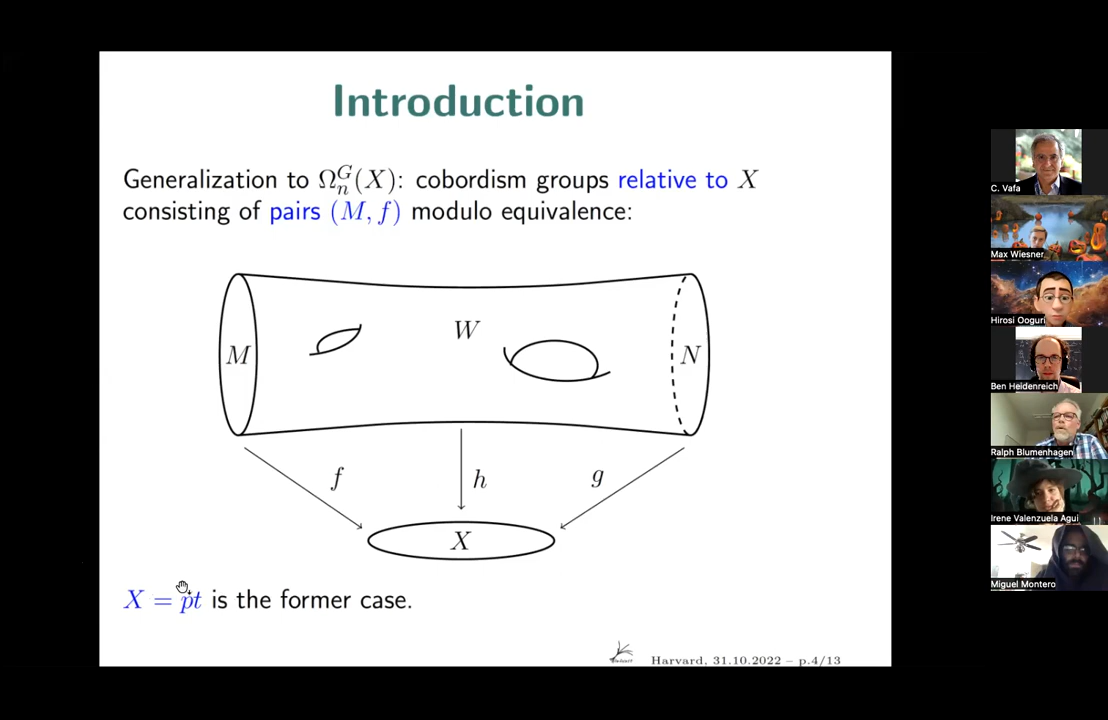 Introduction
Generalization to Ω_n^G(X): cobordism groups relative to X
consisting of pairs (M, f) modulo equivalence:
M
W
N
f
h
g
X
X = pt is the former case.
Harvard, 31.10.2022 – p.4/13
C. Vafa
Max Wiesner
Hirosi Ooguri
Ben Heidenreich
Ralph Blumenhagen
Irene Valenzuela Agui
Miguel Montero